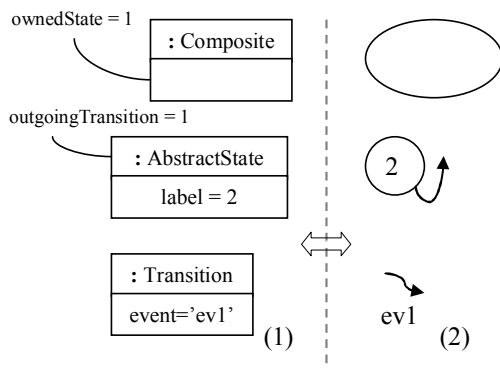 ownedState = 1
: Composite
outgoingTransition = 1
: AbstractState
2
label = 2
: Transition
event=’ev1’
ev1
(1)
(2)